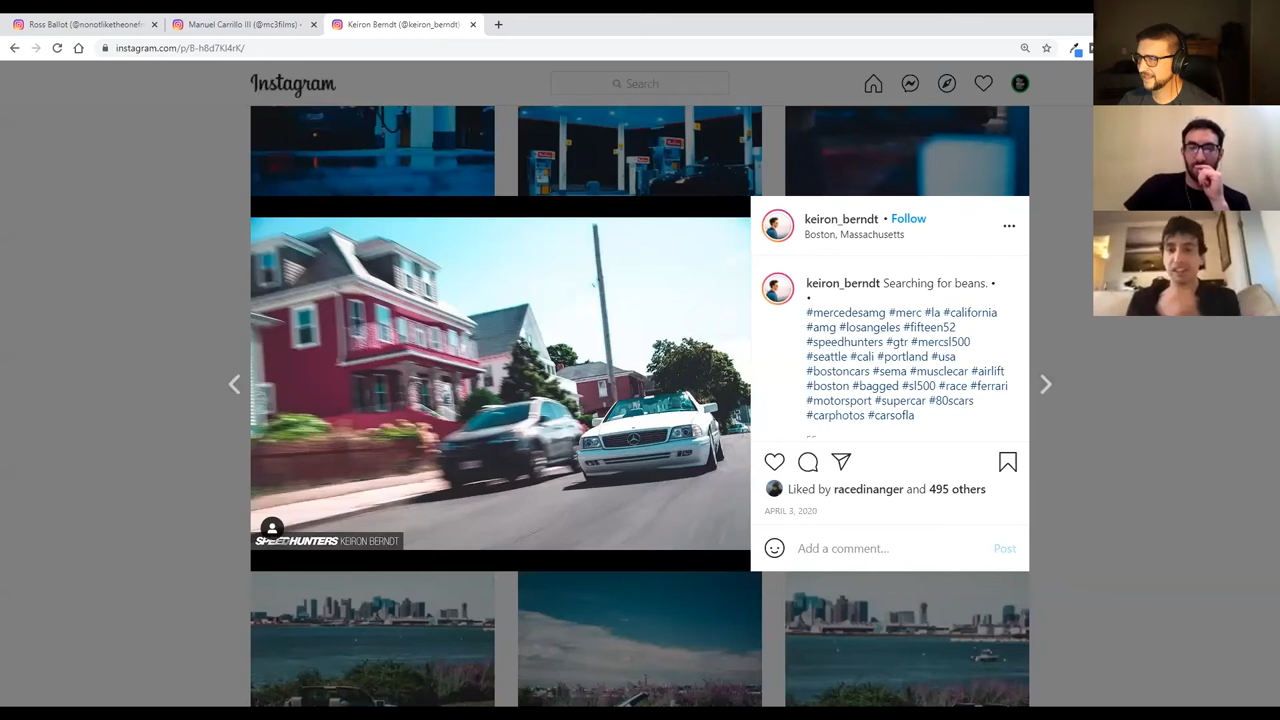 Ross Ballot (@nonotliketheonefr
Manuel Carrillo III (@mc3films) •
Keiron Berndt (@keiron_berndt)
instagram.com/p/B-h8d7Kl4rK/
Instagram
Search
keiron_berndt • Follow
Boston, Massachusetts
keiron_berndt Searching for beans. •
•
#mercedesamg #merc #la #california
#amg #losangeles #fifteen52
#speedhunters #gtr #mercsl500
#seattle #cali #portland #usa
#bostoncars #sema #musclecar #airlift
#boston #bagged #sl500 #race #ferrari
#motorsport #supercar #80scars
#carphotos #carsofla
Liked by racedinanger and 495 others
APRIL 3, 2020
Add a comment...
Post
SPEEDHUNTERS KEIRON BERNDT